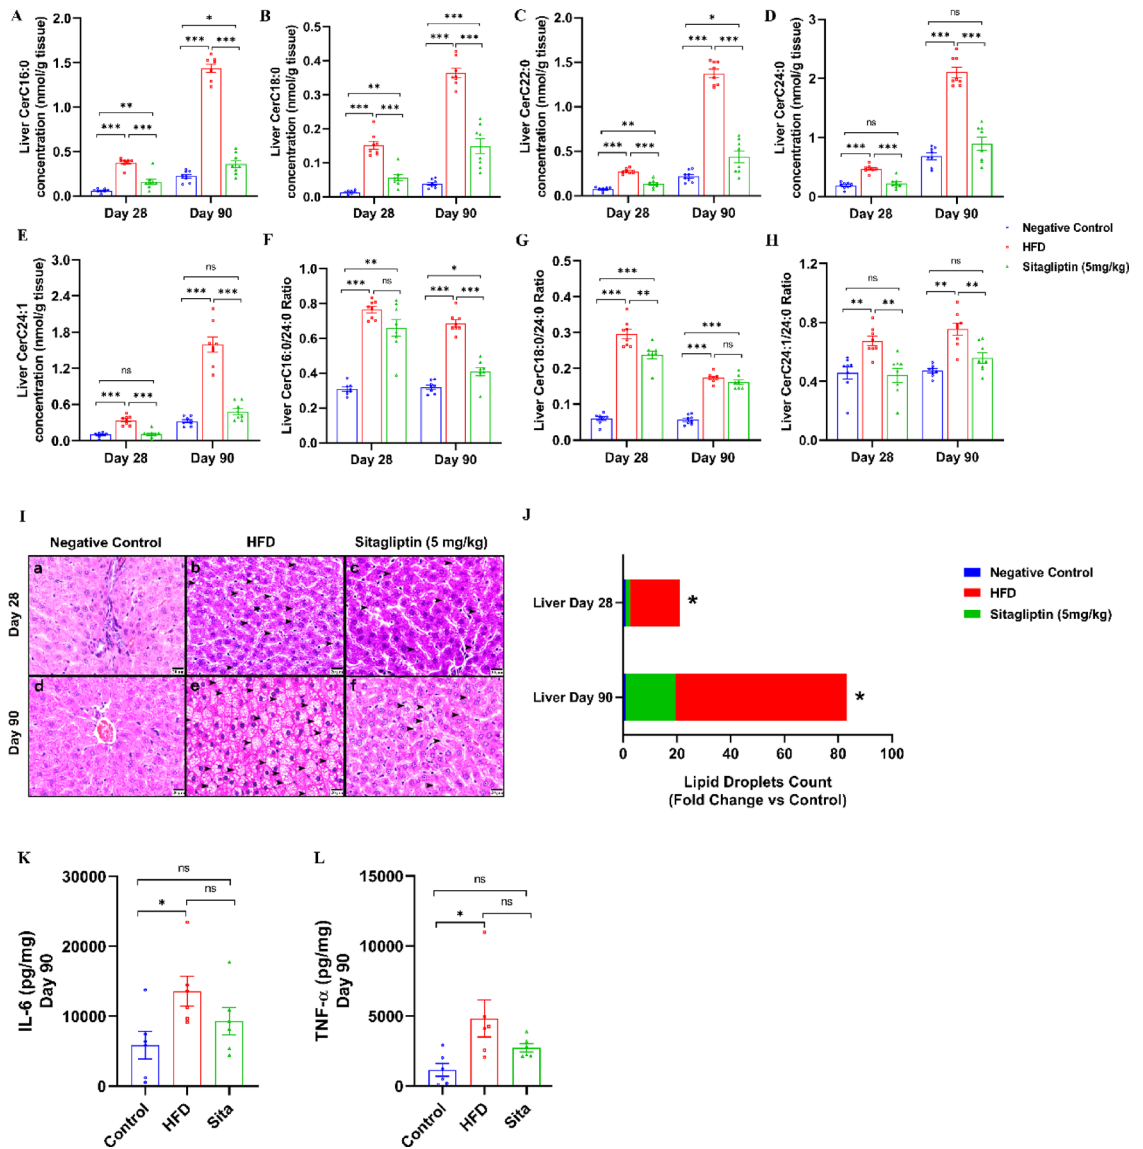 A
Liver CerC16:0
concentration (nmol/g tissue)
2.0
1.5
1.0
0.5
0.0
**
***
***
*
***
***
Day 28
Day 90
B
Liver CerC18:0
concentration (nmol/g tissue)
0.5
0.4
0.3
0.2
0.1
0.0
**
***
***
***
***
***
Day 28
Day 90
C
Liver CerC22:0
concentration (nmol/g tissue)
2.0
1.5
1.0
0.5
0.0
**
***
***
*
***
***
Day 28
Day 90
D
Liver CerC24:0
concentration (nmol/g tissue)
3
2
1
0
ns
***
***
ns
***
***
Day 28
Day 90
Negative Control
HFD
Sitagliptin (5mg/kg)
E
Liver CerC24:1
concentration (nmol/g tissue)
3.0
2.4
1.8
1.2
0.6
0.0
ns
***
***
ns
***
***
Day 28
Day 90
F
Liver CerC16:0/24:0 Ratio
1.0
0.8
0.6
0.4
0.2
0.0
**
***
ns
*
***
***
Day 28
Day 90
G
Liver CerC18:0/24:0 Ratio
0.5
0.4
0.3
0.2
0.1
0.0
***
***
**
***
***
ns
Day 28
Day 90
H
Liver CerC24:1/24:0 Ratio
1.2
0.8
0.4
0.0
ns
**
**
ns
**
**
Day 28
Day 90
I
Negative Control
HFD
Sitagliptin (5 mg/kg)
Day 28
a
b
c
Day 90
d
e
f
J
Liver Day 28
*
Liver Day 90
*
0
20
40
60
80
100
Lipid Droplets Count
(Fold Change vs Control)
Negative Control
HFD
Sitagliptin (5mg/kg)
K
IL-6 (pg/mg)
Day 90
30000
20000
10000
0
ns
*
ns
Control
HFD
Sita
L
TNF-α (pg/mg)
Day 90
15000
10000
5000
0
ns
*
ns
Control
HFD
Sita